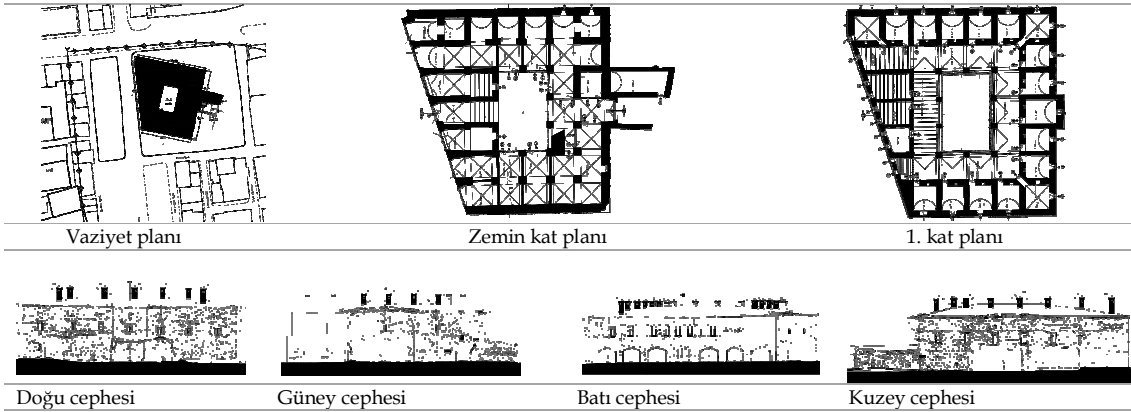 Vaziyet planı
Zemin kat planı
1. kat planı
Doğu cephesi
Güney cephesi
Batı cephesi
Kuzey cephesi